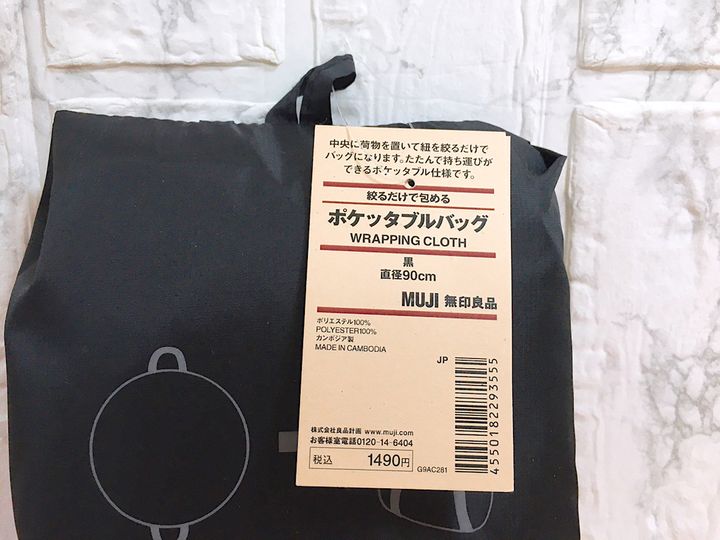 中央に荷物を置いて紐を絞るだけで
バッグになります。たたんで持ち運びが
できるポケッタブル仕様です。
絞るだけで包める
ポケッタブルバッグ
WRAPPING CLOTH
黒
直径90cm
MUJI 無印良品
ポリエステル100%
POLYESTER100%
カンボジア製
MADE IN CAMBODIA
JP
4550182293555
株式会社良品計画 www.muji.com
お客様室電話0120-14-6404
税込 1490円
G9AC281